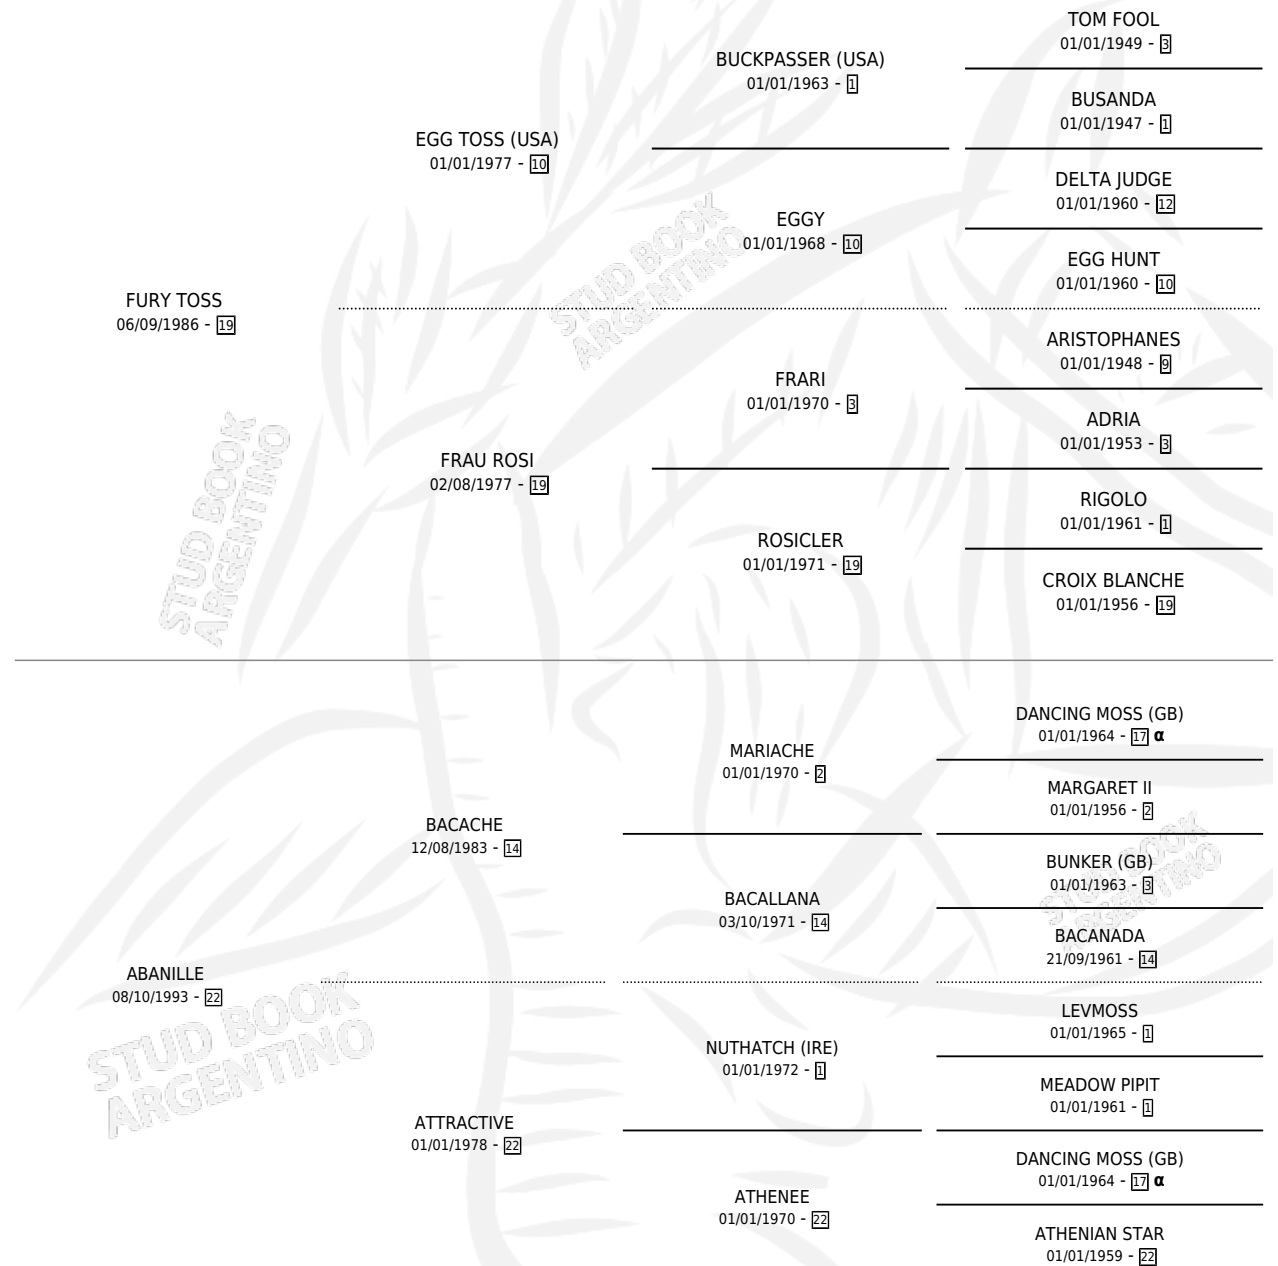 TOM FOOL
01/01/1949 - 3
BUCKPASSER (USA)
01/01/1963 - 1
BUSANDA
01/01/1947 - 1
EGG TOSS (USA)
01/01/1977 - 10
DELTA JUDGE
01/01/1960 - 12
EGGY
01/01/1968 - 10
EGG HUNT
01/01/1960 - 10
FURY TOSS
06/09/1986 - 19
ARISTOPHANES
01/01/1948 - 9
FRARI
01/01/1970 - 3
ADRIA
01/01/1953 - 3
FRAU ROSI
02/08/1977 - 19
RIGOLO
01/01/1961 - 1
ROSICLER
01/01/1971 - 19
CROIX BLANCHE
01/01/1956 - 19
STUD BOOK
ARGENTINO
STUD BOOK
ARGENTINO
DANCING MOSS (GB)
01/01/1964 - 17 α
MARIACHE
01/01/1970 - 2
MARGARET II
01/01/1956 - 2
BACACHE
12/08/1983 - 14
BUNKER (GB)
01/01/1963 - 3
BACALLANA
03/10/1971 - 14
BACANADA
21/09/1961 - 14
ABANILLE
08/10/1993 - 22
LEVMOSS
01/01/1965 - 1
NUTHATCH (IRE)
01/01/1972 - 1
MEADOW PIPIT
01/01/1961 - 1
ATTRACTIVE
01/01/1978 - 22
DANCING MOSS (GB)
01/01/1964 - 17 α
ATHENEE
01/01/1970 - 22
ATHENIAN STAR
01/01/1959 - 22
STUD BOOK
ARGENTINO
STUD BOOK
ARGENTINO